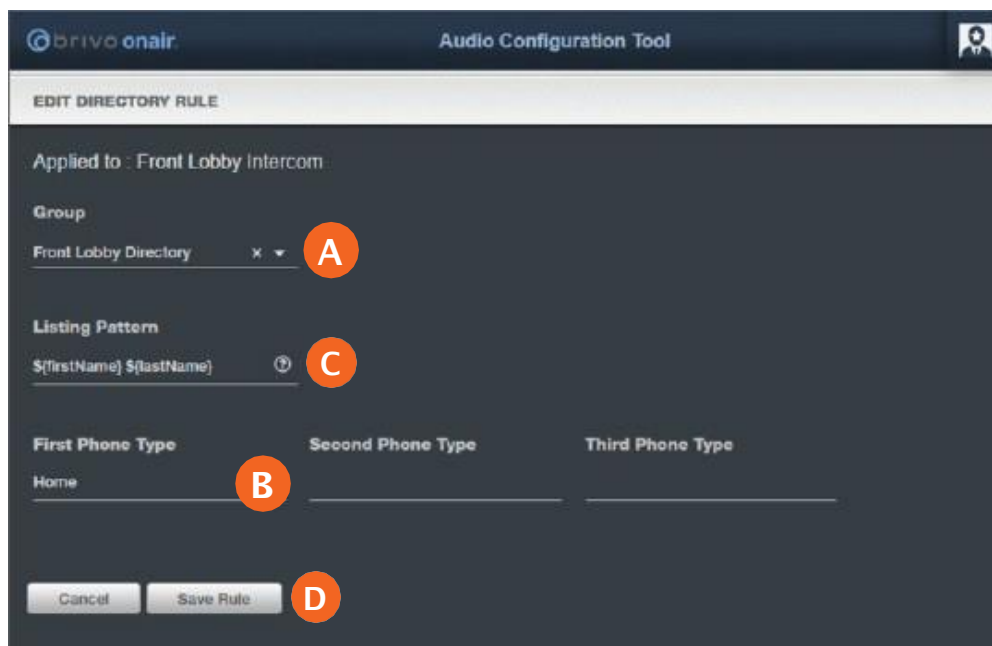 brivo onair
Audio Configuration Tool
EDIT DIRECTORY RULE
Applied to : Front Lobby Intercom
Group
Front Lobby Directory × A
Listing Pattern
${firstName} ${lastName} ? C
First Phone Type Second Phone Type Third Phone Type
Home B
Cancel Save Rule D